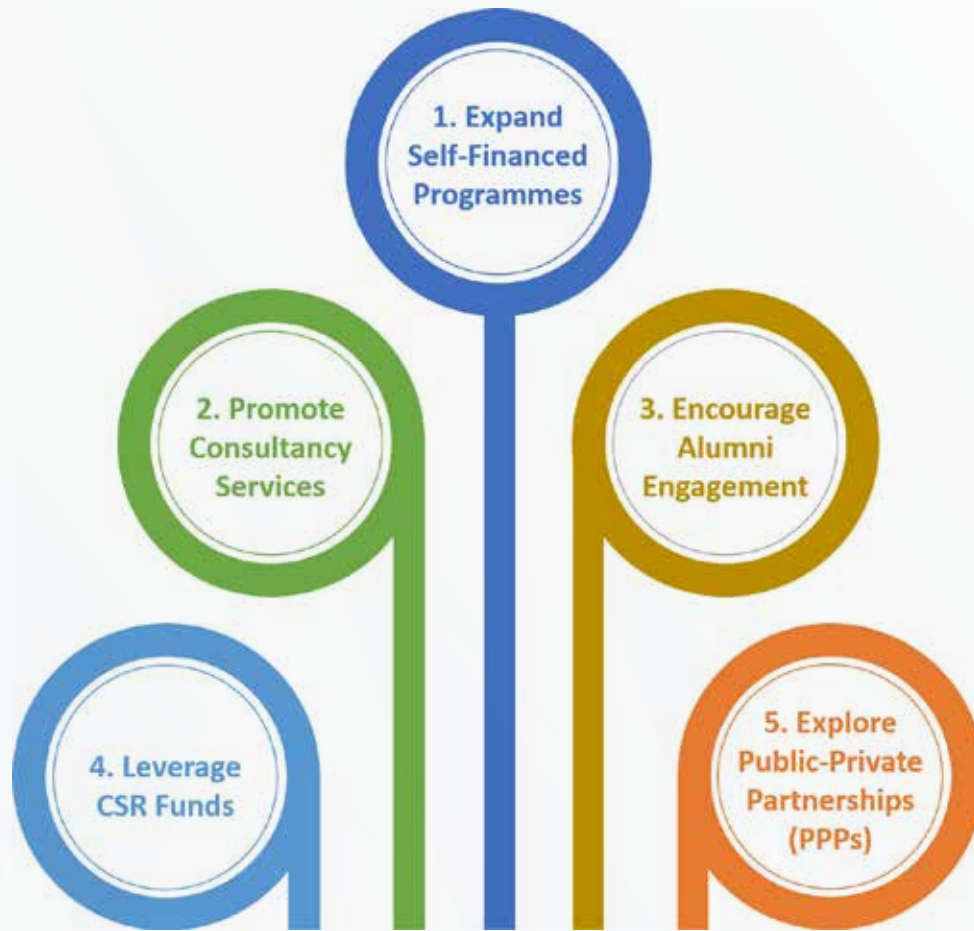 1. Expand
Self-Financed
Programmes
2. Promote
Consultancy
Services
3. Encourage
Alumni
Engagement
4. Leverage
CSR Funds
5. Explore
Public-Private
Partnerships
(PPPs)